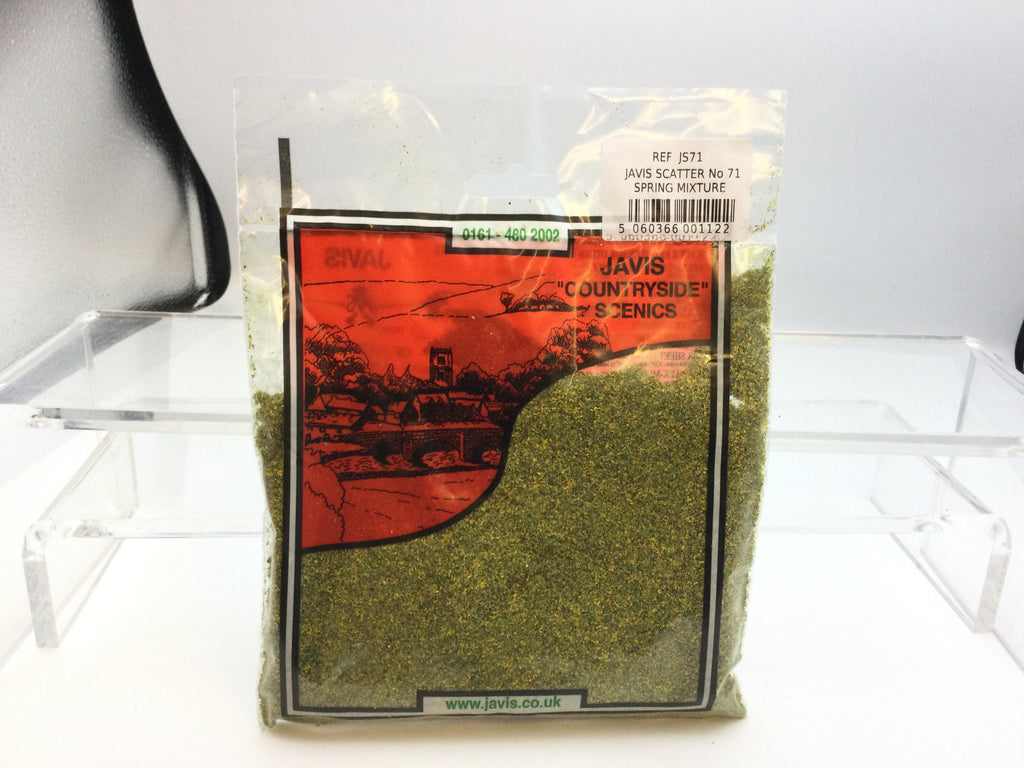 REF JS71
JAVIS SCATTER No 71
SPRING MIXTURE
5 060366 001122
0161 - 480 2002
JAVIS
"COUNTRYSIDE"
SCENICS
JAVIS
www.javis.co.uk